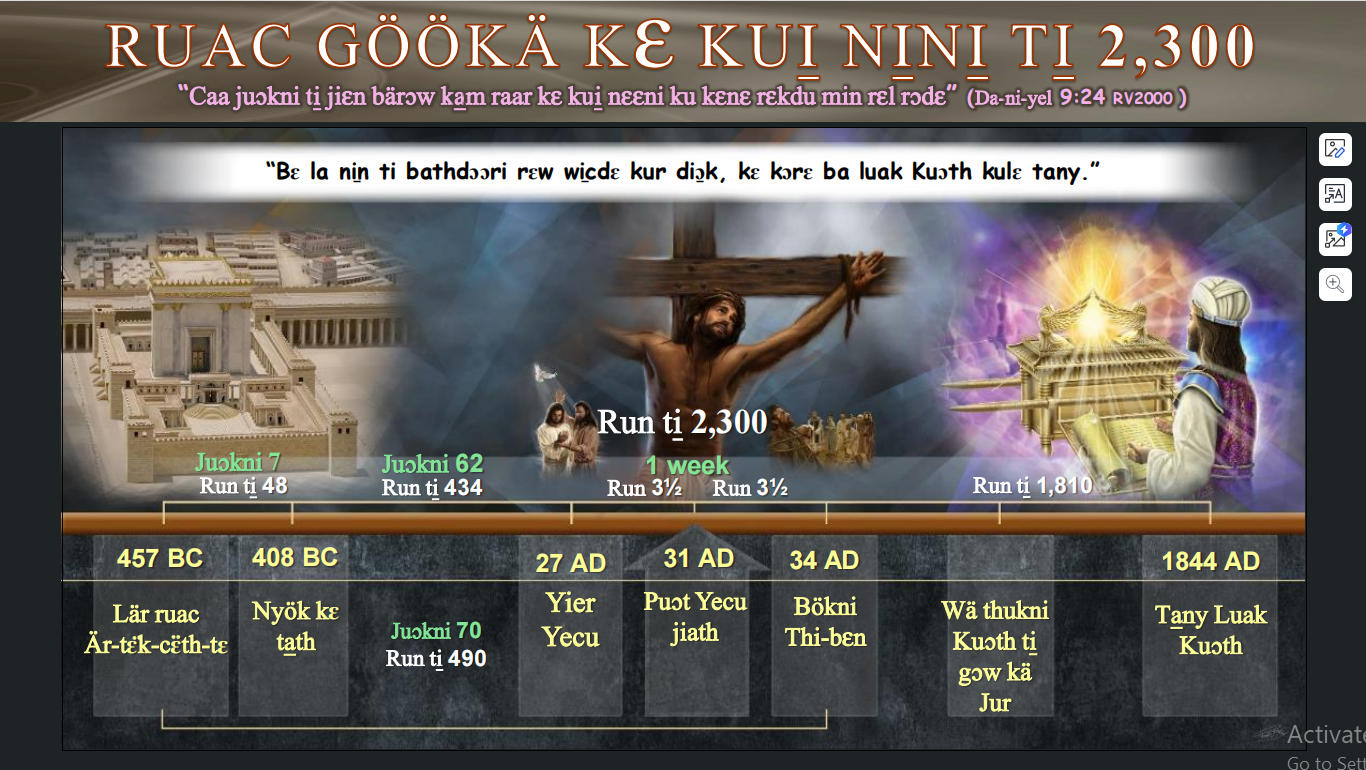 RUAC GÖÖKÄ KƐ KUI̱ NI̱NI̱ TI̱ 2,300
“Caa juɔkni ti̱ jiɛn bärɔw ka̱m raar kɛ kui̱ nɛɛni ku kɛnɛ rɛkdu min rɛl rɔdɛ” (Da-ni-yel 9:24 RV2000 )
“Bɛ la ni̱n ti bathdɔɔri rɛw wi̱cdɛ kur diɔ̱k, kɛ kɔrɛ ba luak Kuɔth kulɛ tany.”
Run ti̱ 2,300
Juɔkni 7
Juɔkni 62
1 week
Run ti̱ 48
Run ti̱ 434
Run 3½
Run 3½
Run ti̱ 1,810
457 BC
408 BC
27 AD
31 AD
34 AD
1844 AD
Lär ruac
Är-tɛ̈k-cɛ̈th-tɛ
Nyök kɛ
ta̱th
Juɔkni 70
Run ti̱ 490
Yier
Yecu
Puɔt Yecu
jiath
Bökni
Thi-bɛn
Wä thukni
Kuɔth ti̱
gɔw kä
Jur
Ta̱ny Luak
Kuɔth
Activate
Go to Sett